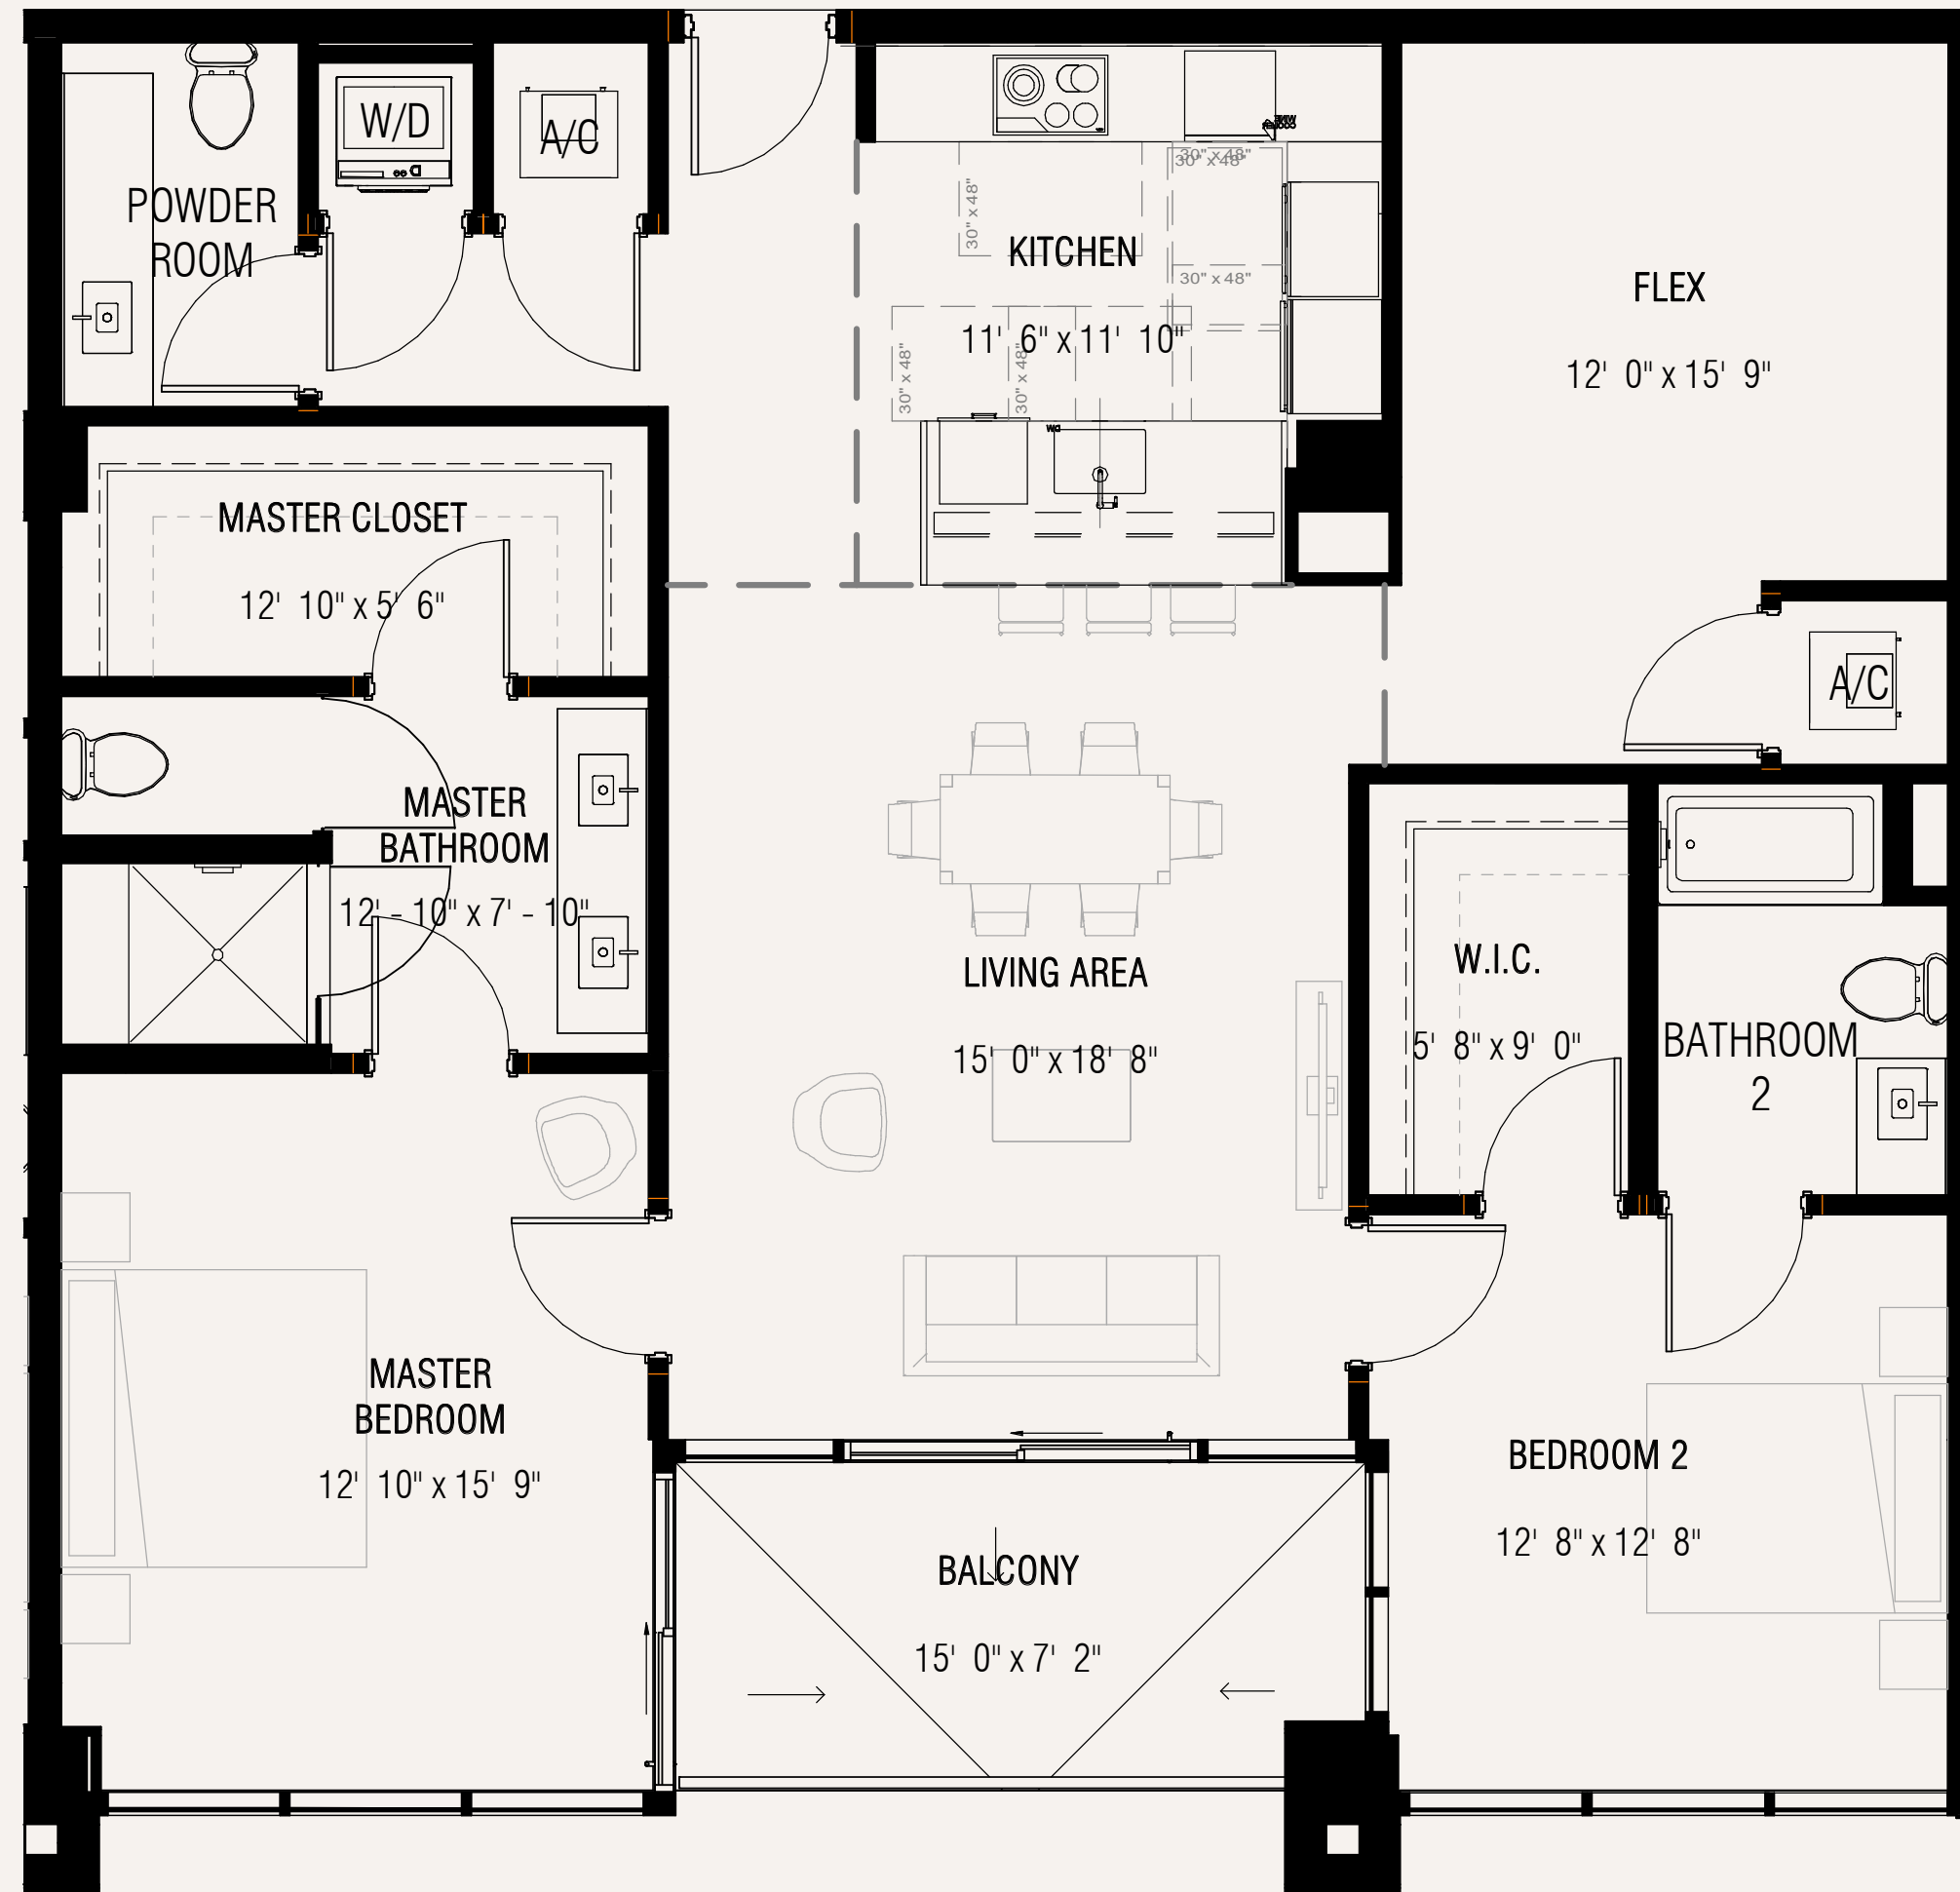 W/D
A/C
POWDER
ROOM
30" x 48"
30" x 48"
30" x 48"
30" x 48"
KITCHEN
11' 6" x 11' 10"
30" x 48"
30" x 48"
DW
FLEX
12' 0" x 15' 9"
MASTER CLOSET
12' 10" x 5' 6"
A/C
MASTER
BATHROOM
12' - 10" x 7' - 10"
LIVING AREA
15' 0" x 18' 8"
W.I.C.
5' 8" x 9' 0"
BATHROOM
2
MASTER
BEDROOM
12' 10" x 15' 9"
BEDROOM 2
12' 8" x 12' 8"
BALCONY
15' 0" x 7' 2"